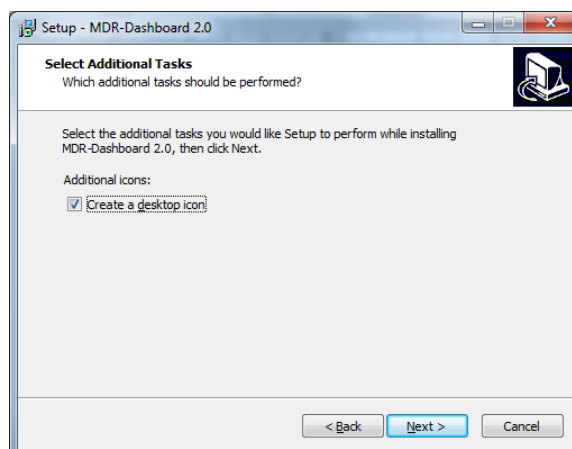 Setup - MDR-Dashboard 2.0
Select Additional Tasks
Which additional tasks should be performed?
Select the additional tasks you would like Setup to perform while installing
MDR-Dashboard 2.0, then click Next.
Additional icons:
Create a desktop icon
< Back Next > Cancel